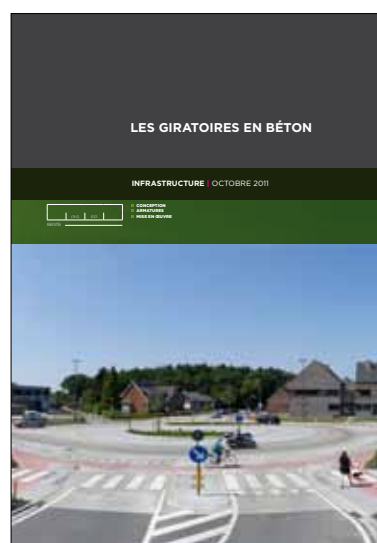 LES GIRATOIRES EN BÉTON
INFRASTRUCTURE | OCTOBRE 2011
CONCEPTION
ARMATURES
MISE EN ŒUVRE